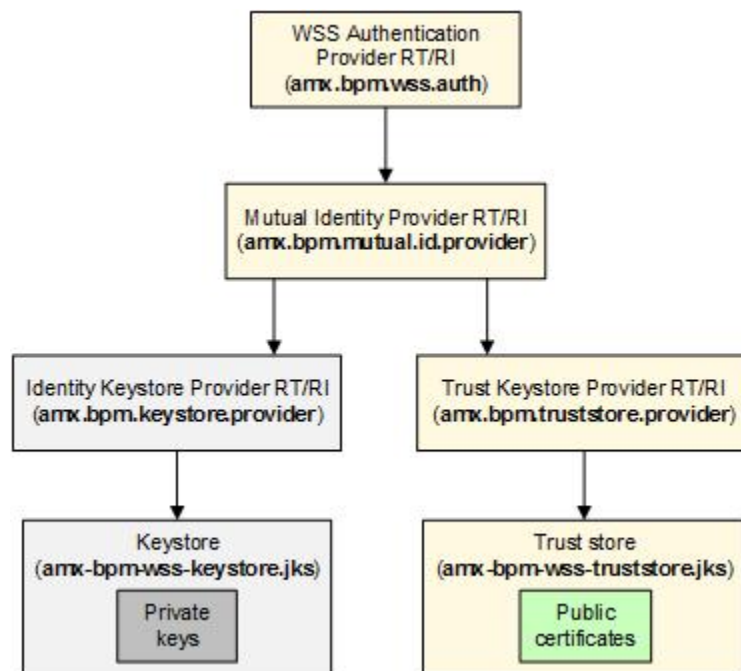 WSS Authentication
Provider RT/RI
(amx.bpm.wss.auth)
Mutual Identity Provider RT/RI
(amx.bpm.mutual.id.provider)
Identity Keystore Provider RT/RI
(amx.bpm.keystore.provider)
Trust Keystore Provider RT/RI
(amx.bpm.truststore.provider)
Keystore
(amx-bpm-wss-keystore.jks)
Private
keys
Trust store
(amx-bpm-wss-truststore.jks)
Public
certificates